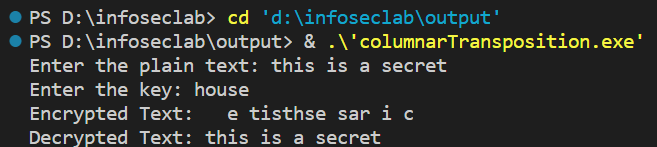 PS D:\infoseclab> cd 'd:\infoseclab\output'
PS D:\infoseclab\output> & .\'columnarTransposition.exe'
Enter the plain text: this is a secret
Enter the key: house
Encrypted Text:   e tisthse sar i c
Decrypted Text: this is a secret